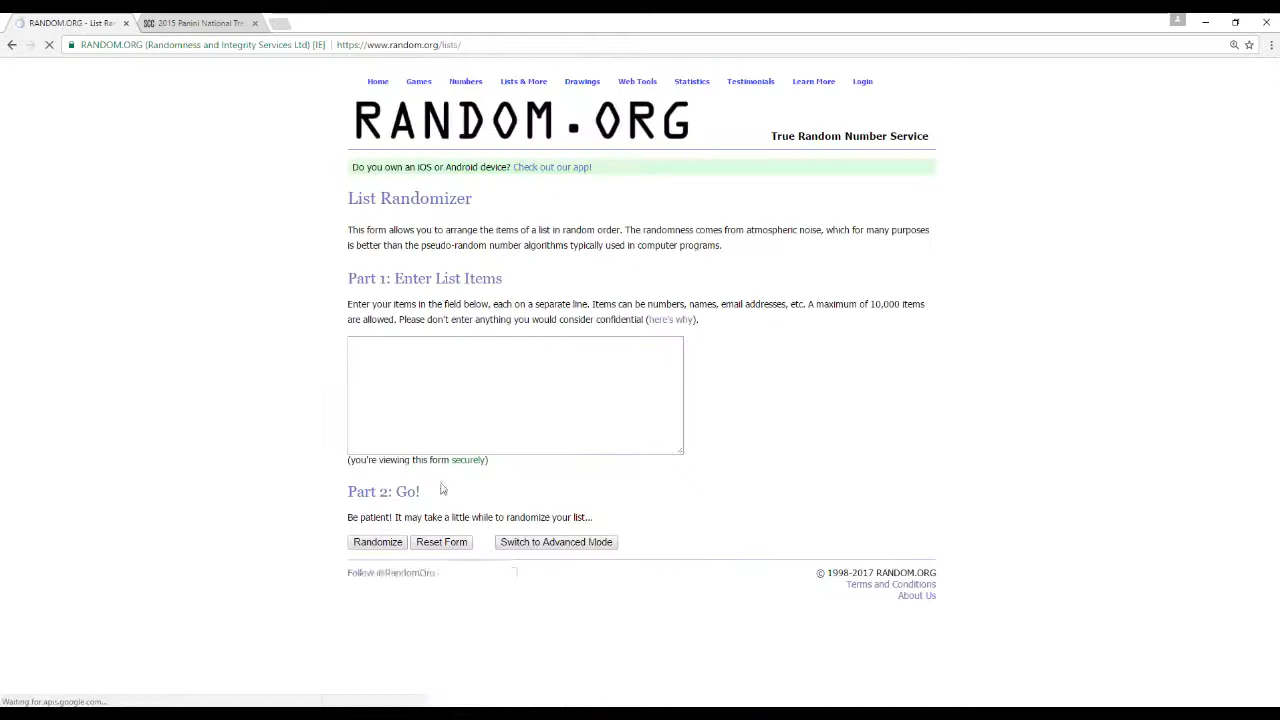 RANDOM.ORG - List Ra
SCC 2015 Panini National Tre
RANDOM.ORG (Randomness and Integrity Services Ltd) [IE] https://www.random.org/lists/
Home Games Numbers Lists & More Drawings Web Tools Statistics Testimonials Learn More Login
RANDOM.ORG
True Random Number Service
Do you own an iOS or Android device? Check out our app!
List Randomizer
This form allows you to arrange the items of a list in random order. The randomness comes from atmospheric noise, which for many purposes
is better than the pseudo-random number algorithms typically used in computer programs.
Part 1: Enter List Items
Enter your items in the field below, each on a separate line. Items can be numbers, names, email addresses, etc. A maximum of 10,000 items
are allowed. Please don't enter anything you would consider confidential (here's why).
(you're viewing this form securely)
Part 2: Go!
Be patient! It may take a little while to randomize your list...
Randomize Reset Form Switch to Advanced Mode
© 1998-2017 RANDOM.ORG
Terms and Conditions
About Us
Waiting for apis.google.com...